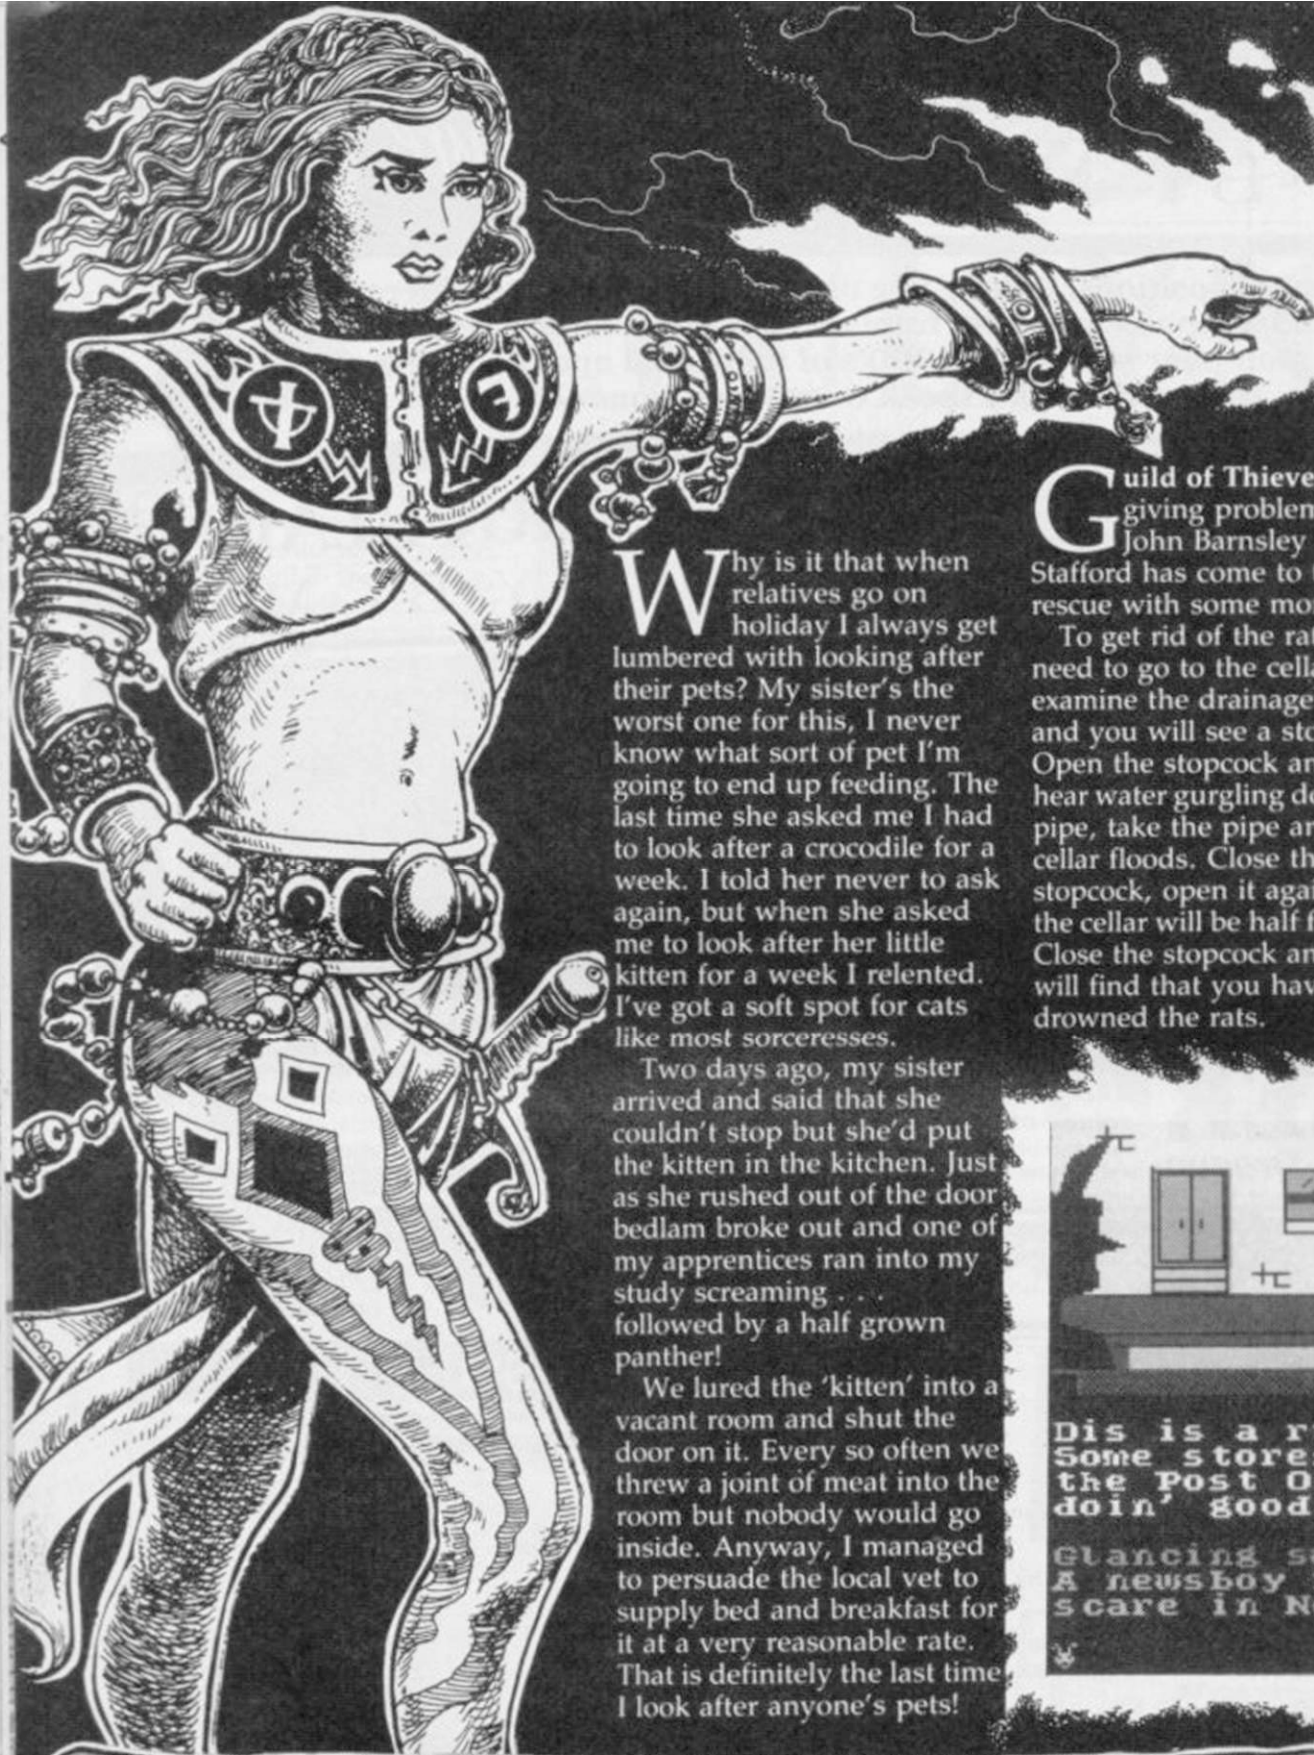 Why is it that when
relatives go on
holiday I always get
lumbered with looking after
their pets? My sister's the
worst one for this, I never
know what sort of pet I'm
going to end up feeding. The
last time she asked me I had
to look after a crocodile for a
week. I told her never to ask
again, but when she asked
me to look after her little
kitten for a week I relented.
I've got a soft spot for cats
like most sorceresses.
Two days ago, my sister
arrived and said that she
couldn't stop but she'd put
the kitten in the kitchen. Just
as she rushed out of the door
bedlam broke out and one of
my apprentices ran into my
study screaming . . .
followed by a half grown
panther!
We lured the 'kitten' into a
vacant room and shut the
door on it. Every so often we
threw a joint of meat into the
room but nobody would go
inside. Anyway, I managed
to persuade the local vet to
supply bed and breakfast for
it at a very reasonable rate.
That is definitely the last time
I look after anyone's pets!
Guild of Thieve
giving problem
John Barnsley
Stafford has come to
rescue with some mo
To get rid of the ra
need to go to the cell
examine the drainage
and you will see a sto
Open the stopcock an
hear water gurgling do
pipe, take the pipe an
cellar floods. Close th
stopcock, open it aga
the cellar will be half
Close the stopcock an
will find that you hav
drowned the rats.
Dis is a r
Some store
the Post O
doin' good
Glancing s
A newsboy
scare in N